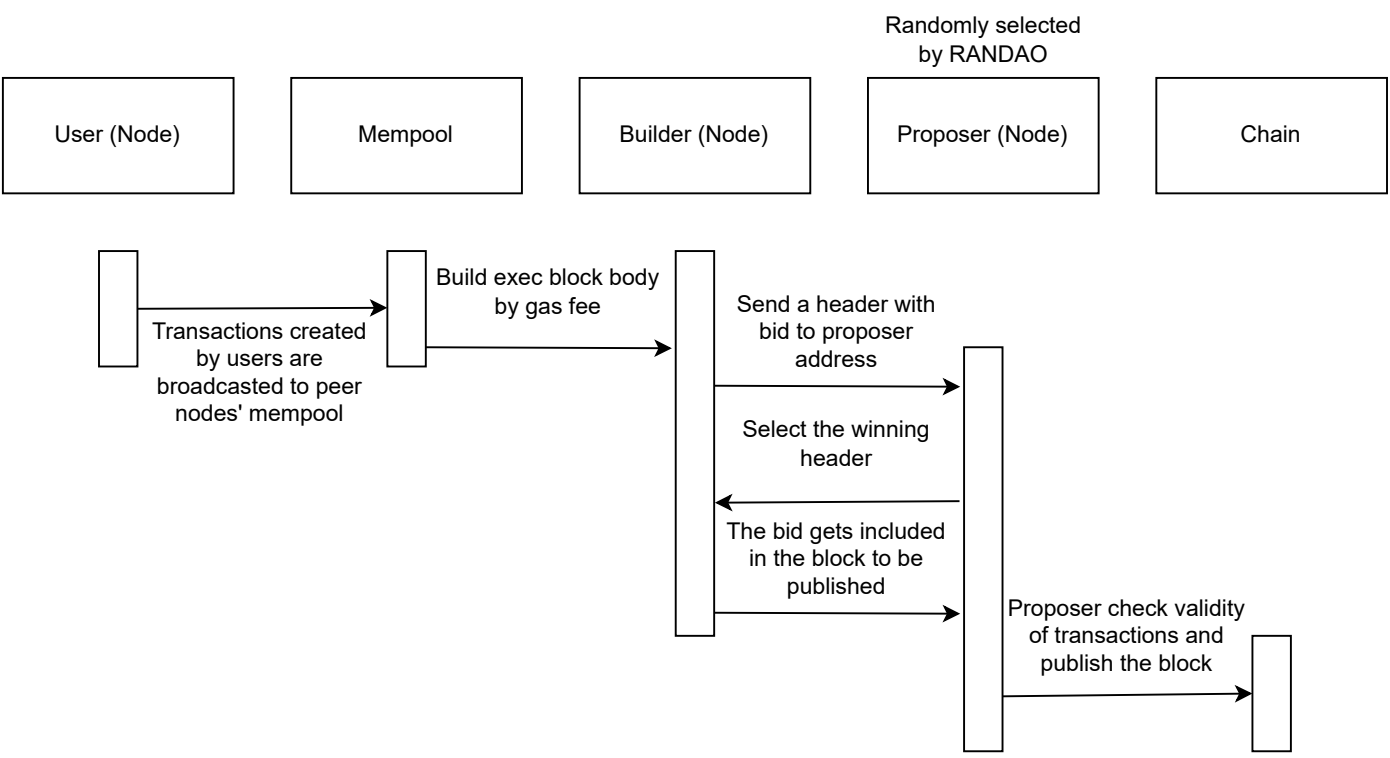 Randomly selected
by RANDAO
User (Node)
Mempool
Builder (Node)
Proposer (Node)
Chain
Build exec block body
by gas fee
Transactions created
by users are
broadcasted to peer
nodes' mempool
Send a header with
bid to proposer
address
Select the winning
header
The bid gets included
in the block to be
published
Proposer check validity
of transactions and
publish the block